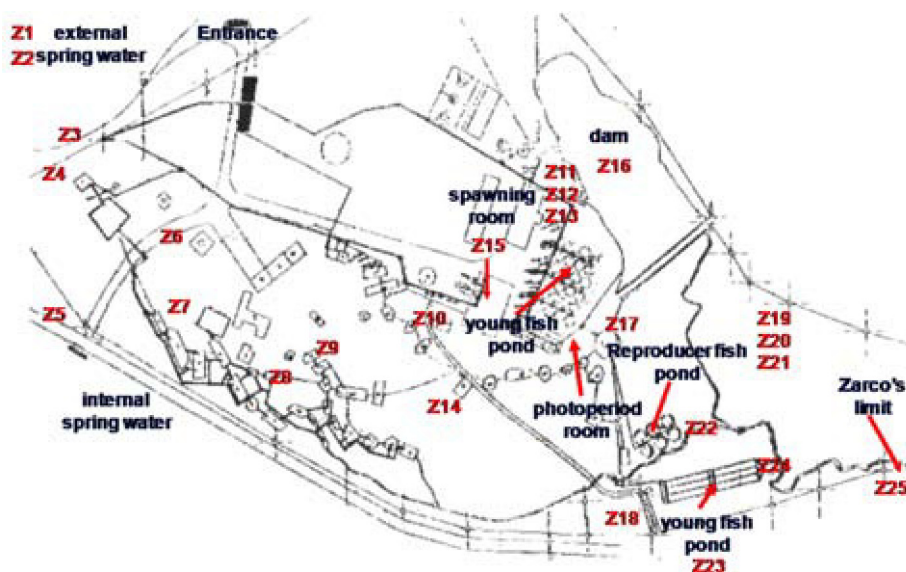 Z1 external
Z2 spring water
Entrance
Z3
Z4
dam
Z16
Z11
Z12
Z13
spawning
room
Z15
Z6
Z5
Z7
Z10
young fish
pond
Z17
Z19
Z20
Z21
Z9
Z8
Reproducer fish
pond
internal
spring water
Z14
photoperiod
room
Zarco's
limit
Z22
Z24
Z25
Z18
young fish
pond
Z23